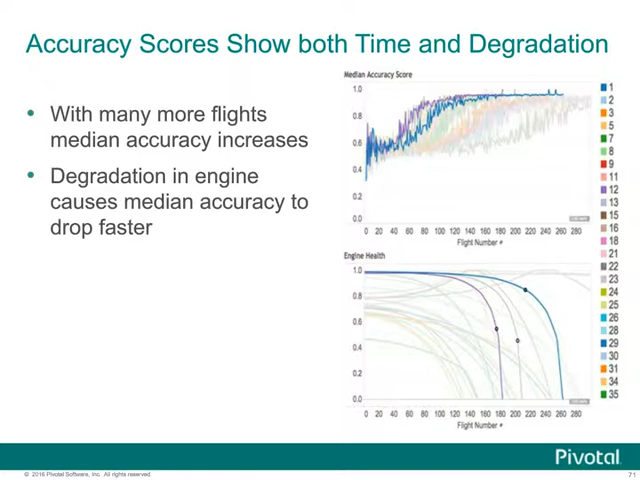 Accuracy Scores Show both Time and Degradation
• With many more flights
median accuracy increases
• Degradation in engine
causes median accuracy to
drop faster
Median Accuracy Score
1.0
0.8
0.6
0.4
0.2
0.0
0 20 40 60 80 100 120 140 160 180 200 220 240 260 280
Flight Number #
Engine Health
1.0
0.8
0.6
0.4
0.2
0.0
0 20 40 60 80 100 120 140 160 180 200 220 240 260 280
Flight Number #
1
2
3
5
7
8
9
11
12
13
15
16
18
21
22
23
24
25
26
28
29
30
31
34
35
Pivotal
© 2016 Pivotal Software, Inc. All rights reserved.
71